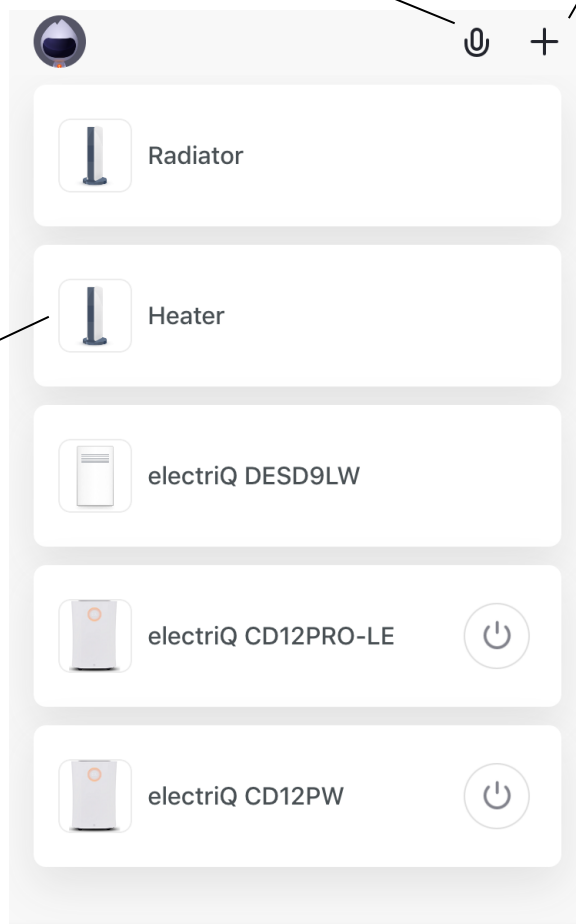 Radiator
Heater
electriQ DESD9LW
electriQ CD12PRO-LE
electriQ CD12PW